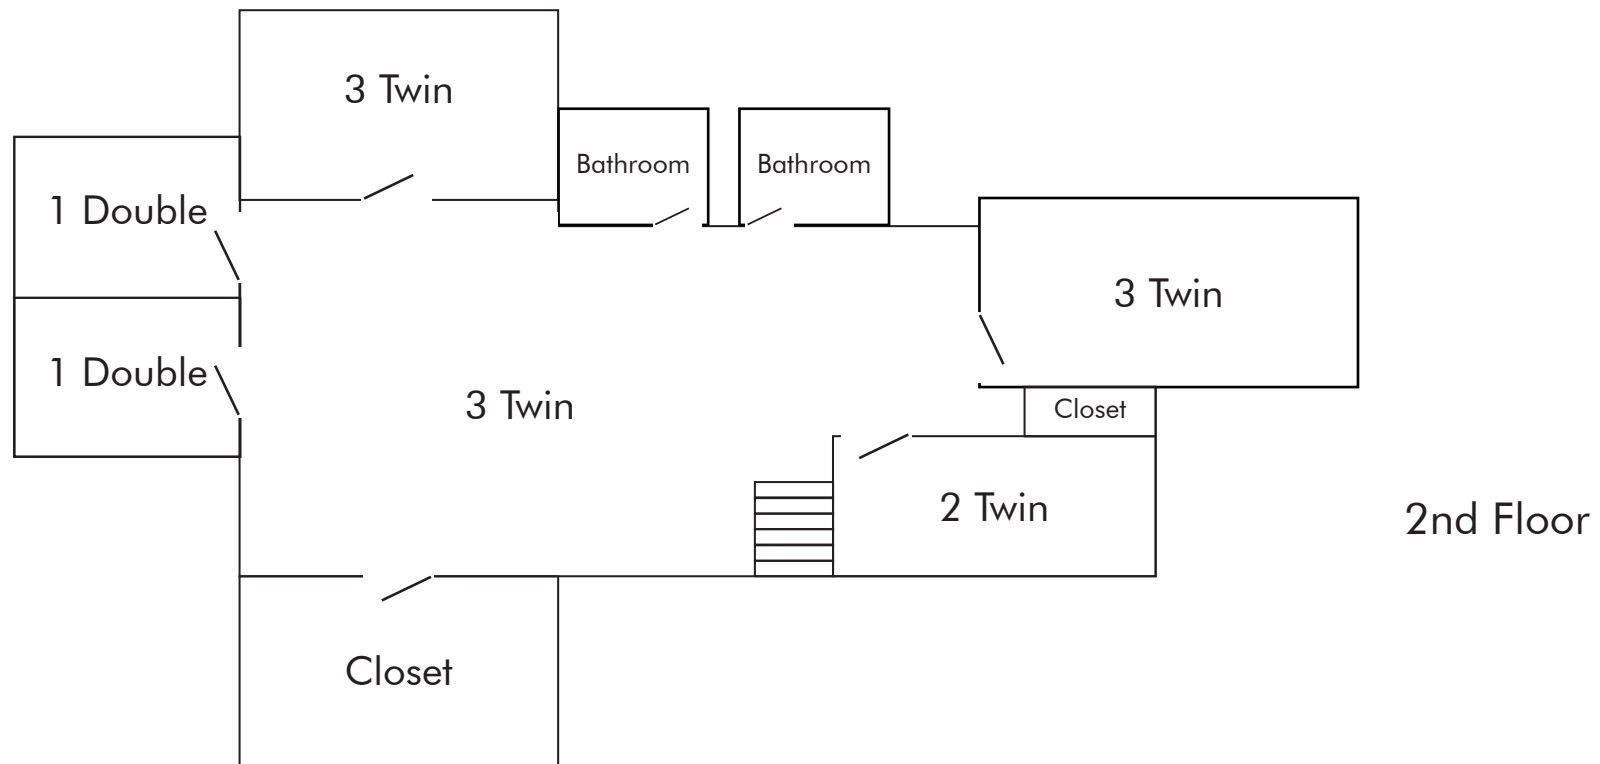 3 Twin
Bathroom
Bathroom
1 Double
3 Twin
1 Double
3 Twin
Closet
2 Twin
2nd Floor
Closet